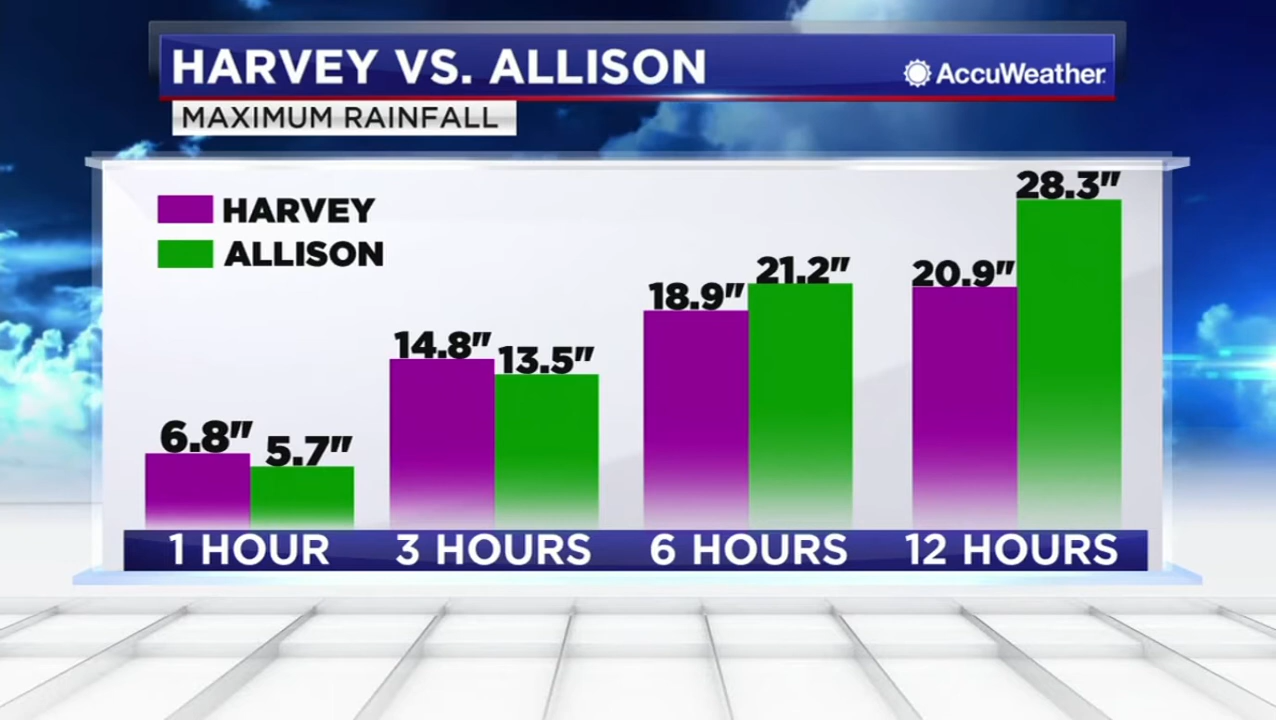 HARVEY VS. ALLISON
AccuWeather
MAXIMUM RAINFALL
HARVEY
ALLISON
6.8"
5.7"
14.8"
13.5"
18.9"
21.2"
20.9"
28.3"
1 HOUR
3 HOURS
6 HOURS
12 HOURS